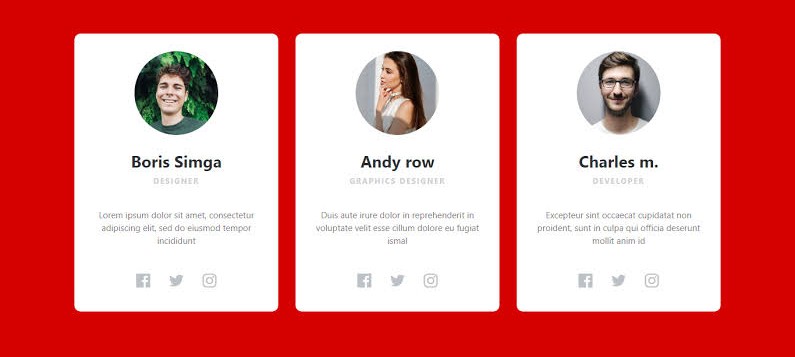 Boris Simga
DESIGNER
Lorem ipsum dolor sit amet, consectetur
adipiscing elit, sed do eiusmod tempor
incididunt
Andy row
GRAPHICS DESIGNER
Duis aute irure dolor in reprehenderit in
voluptate velit esse cillum dolore eu fugiat
ismal
Charles m.
DEVELOPER
Excepteur sint occaecat cupidatat non
proident, sunt in culpa qui officia deserunt
mollit anim id